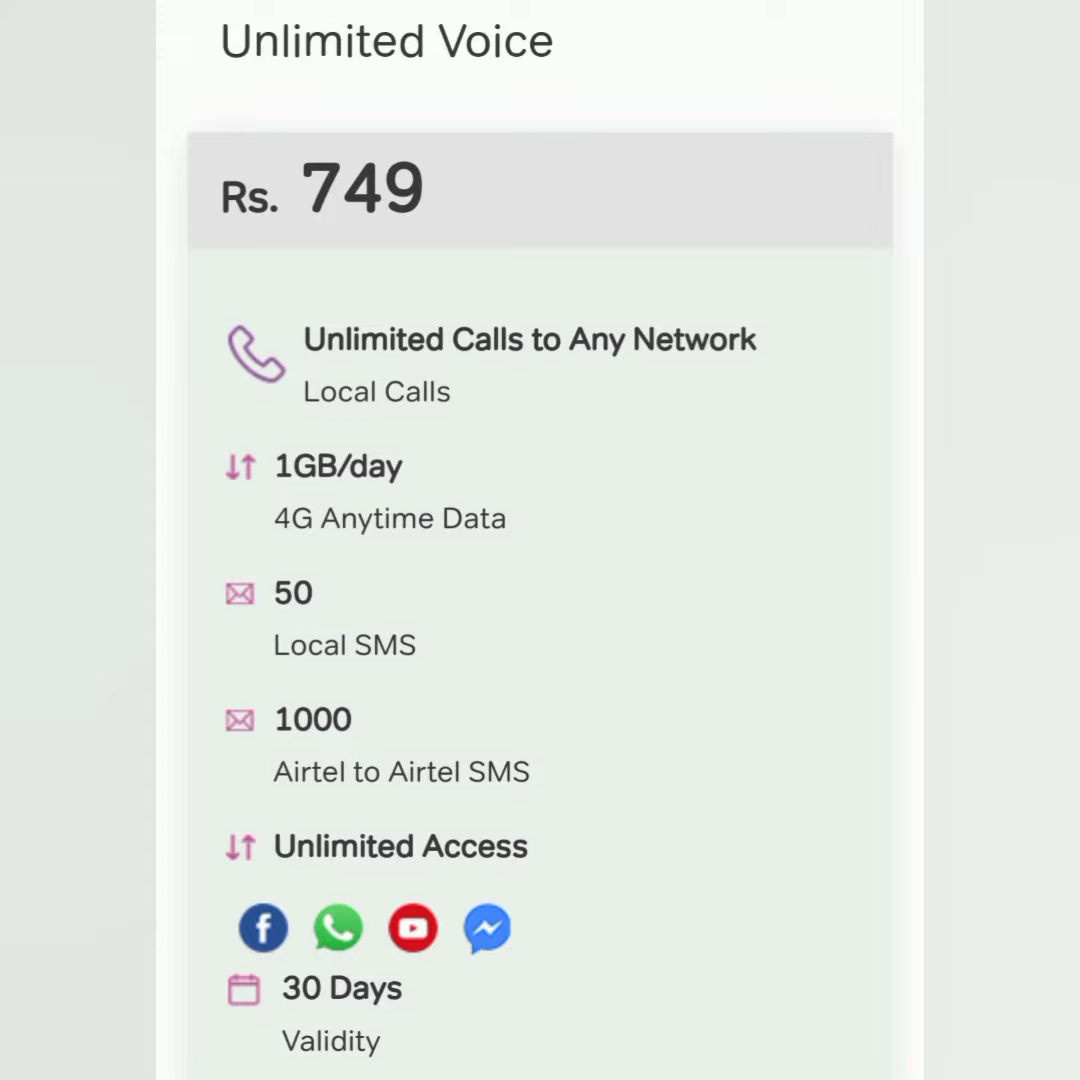 Unlimited Voice
Rs. 749
Unlimited Calls to Any Network
Local Calls
1GB/day
4G Anytime Data
50
Local SMS
1000
Airtel to Airtel SMS
Unlimited Access
30 Days
Validity